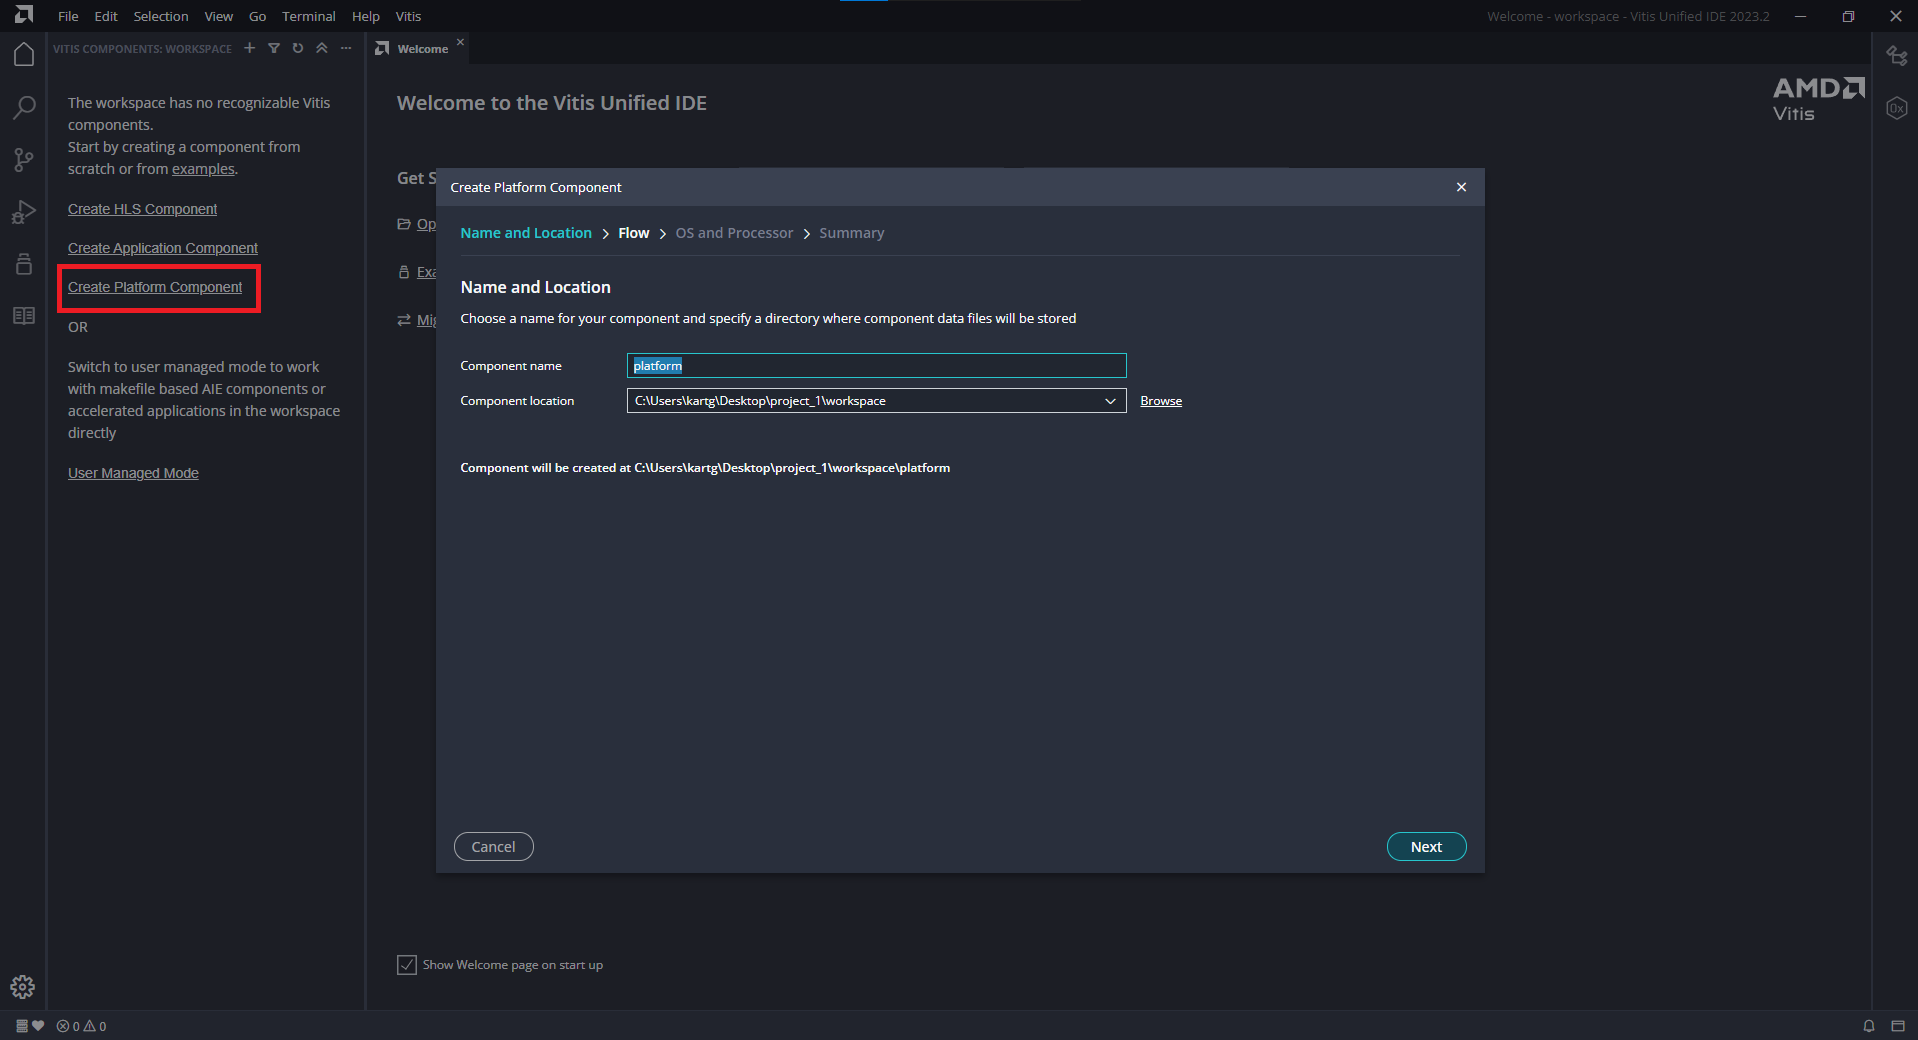 File Edit Selection View Go Terminal Help Vitis
Welcome - workspace - Vitis Unified IDE 2023.2
VITIS COMPONENTS: WORKSPACE
Welcome
The workspace has no recognizable Vitis
components.
Start by creating a component from
scratch or from examples.
Create HLS Component
Create Application Component
Create Platform Component
OR
Switch to user managed mode to work
with makefile based AIE components or
accelerated applications in the workspace
directly
User Managed Mode
Welcome to the Vitis Unified IDE
AMD
Vitis
0x
Get S
Op
Exa
Mig
Create Platform Component
Name and Location > Flow > OS and Processor > Summary
Name and Location
Choose a name for your component and specify a directory where component data files will be stored
Component name platform
Component location C:\Users\kartg\Desktop\project_1\workspace Browse
Component will be created at C:\Users\kartg\Desktop\project_1\workspace\platform
Cancel Next
Show Welcome page on start up
0 0